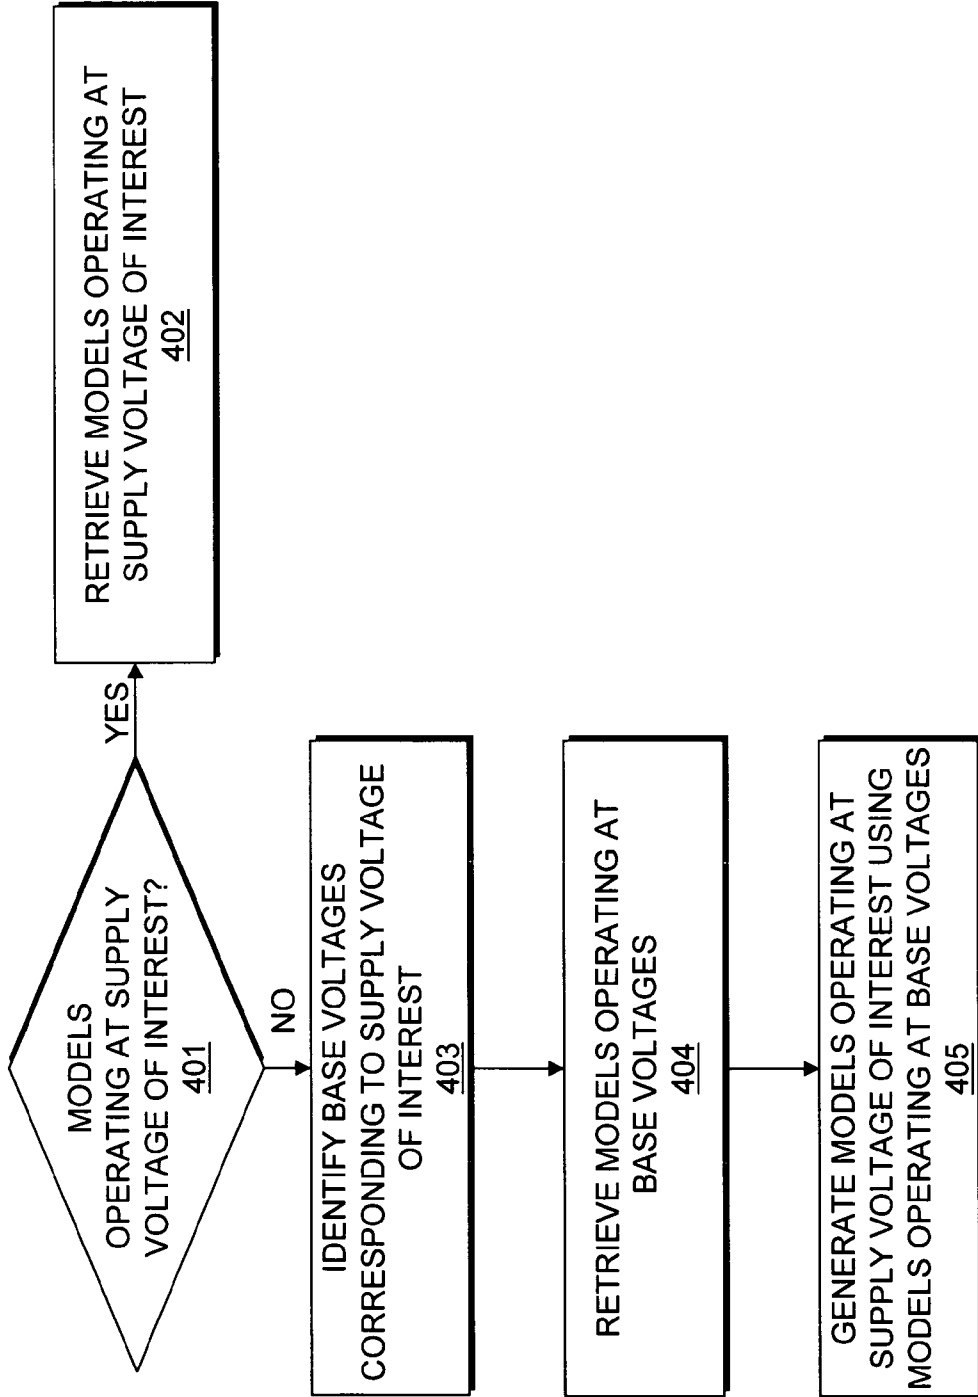 MODELS
OPERATING AT SUPPLY
VOLTAGE OF INTEREST?
401
YES
RETRIEVE MODELS OPERATING AT
SUPPLY VOLTAGE OF INTEREST
402
NO
IDENTIFY BASE VOLTAGES
CORRESPONDING TO SUPPLY VOLTAGE
OF INTEREST
403
RETRIEVE MODELS OPERATING AT
BASE VOLTAGES
404
GENERATE MODELS OPERATING AT
SUPPLY VOLTAGE OF INTEREST USING
MODELS OPERATING AT BASE VOLTAGES
405